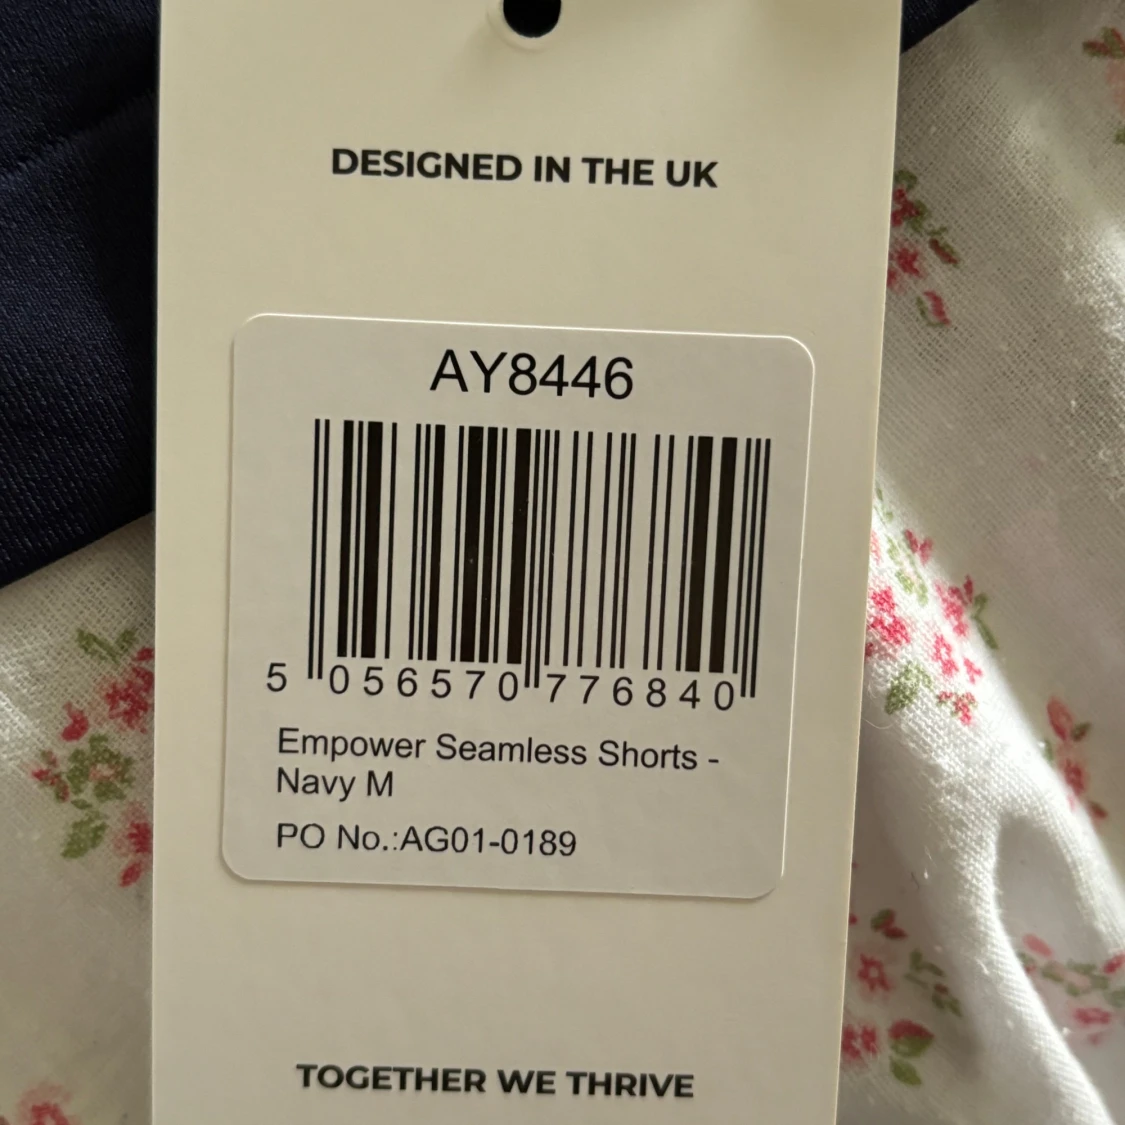 DESIGNED IN THE UK
AY8446
5 056570 776840
Empower Seamless Shorts -
Navy M
PO No.:AG01-0189
TOGETHER WE THRIVE